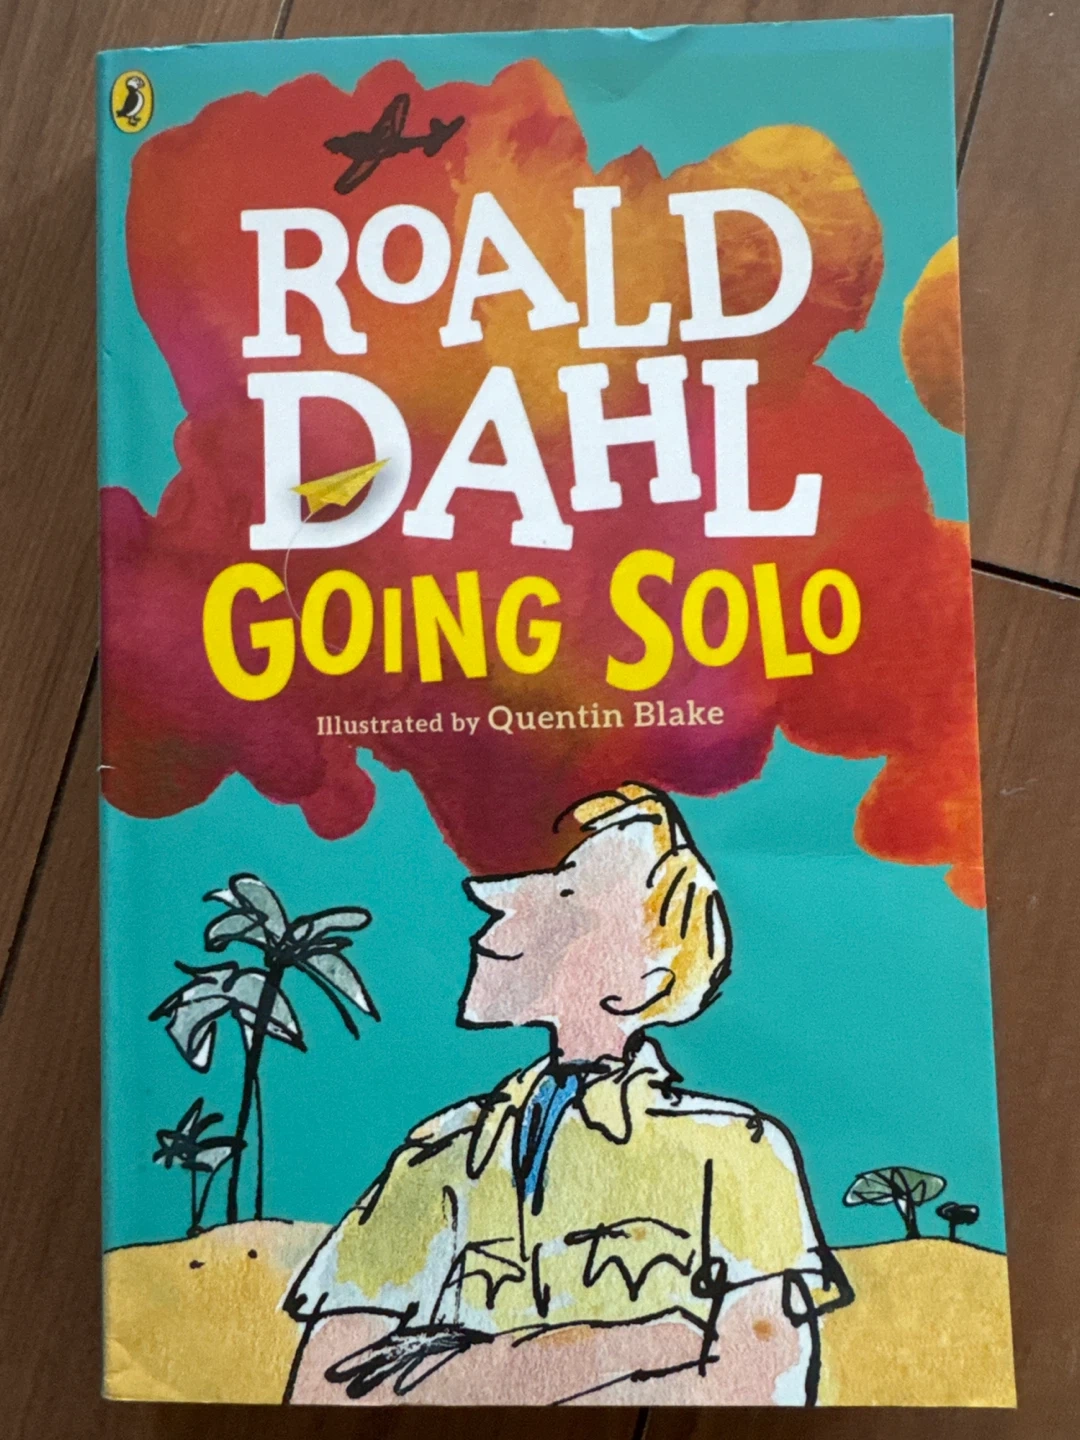 ROALD
DAHL
GOING SOLO
Illustrated by Quentin Blake